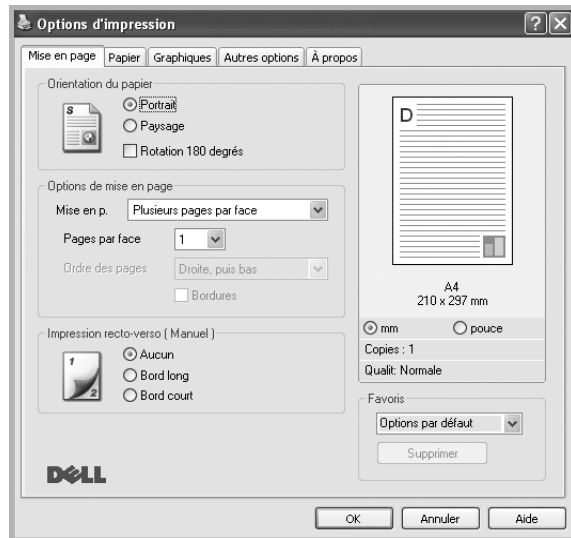 Options d'impression
Mise en page Papier Graphiques Autres options À propos
Orientation du papier
S
Portrait
Paysage
Rotation 180 degrés
Options de mise en page
Mise en p. Plusieurs pages par face
Pages par face 1
Ordre des pages Droite, puis bas
Bordures
Impression recto-verso ( Manuel )
1
2
Aucun
Bord long
Bord court
DELL
D
A4
210 x 297 mm
mm pouce
Copies : 1
Qualit: Normale
Favoris
Options par défaut
Supprimer
OK Annuler Aide